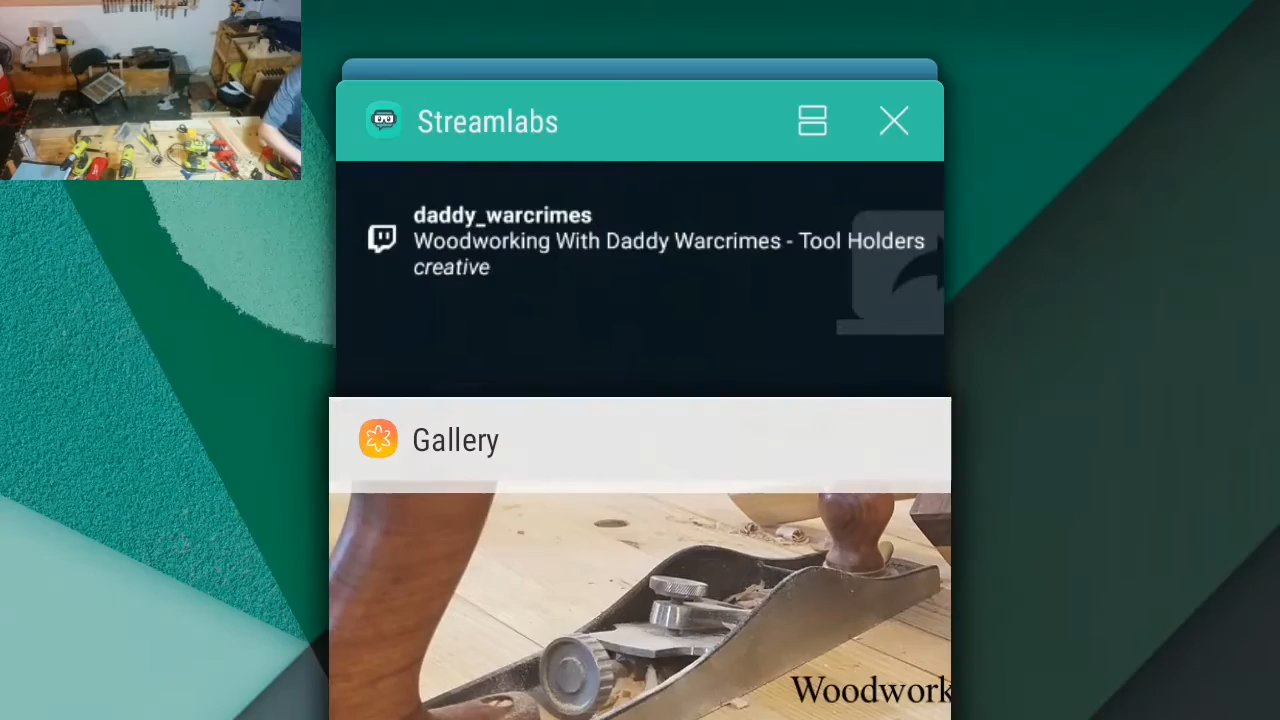 Streamlabs
daddy_warcrimes
Woodworking With Daddy Warcrimes - Tool Holders
creative
Gallery
Woodwork